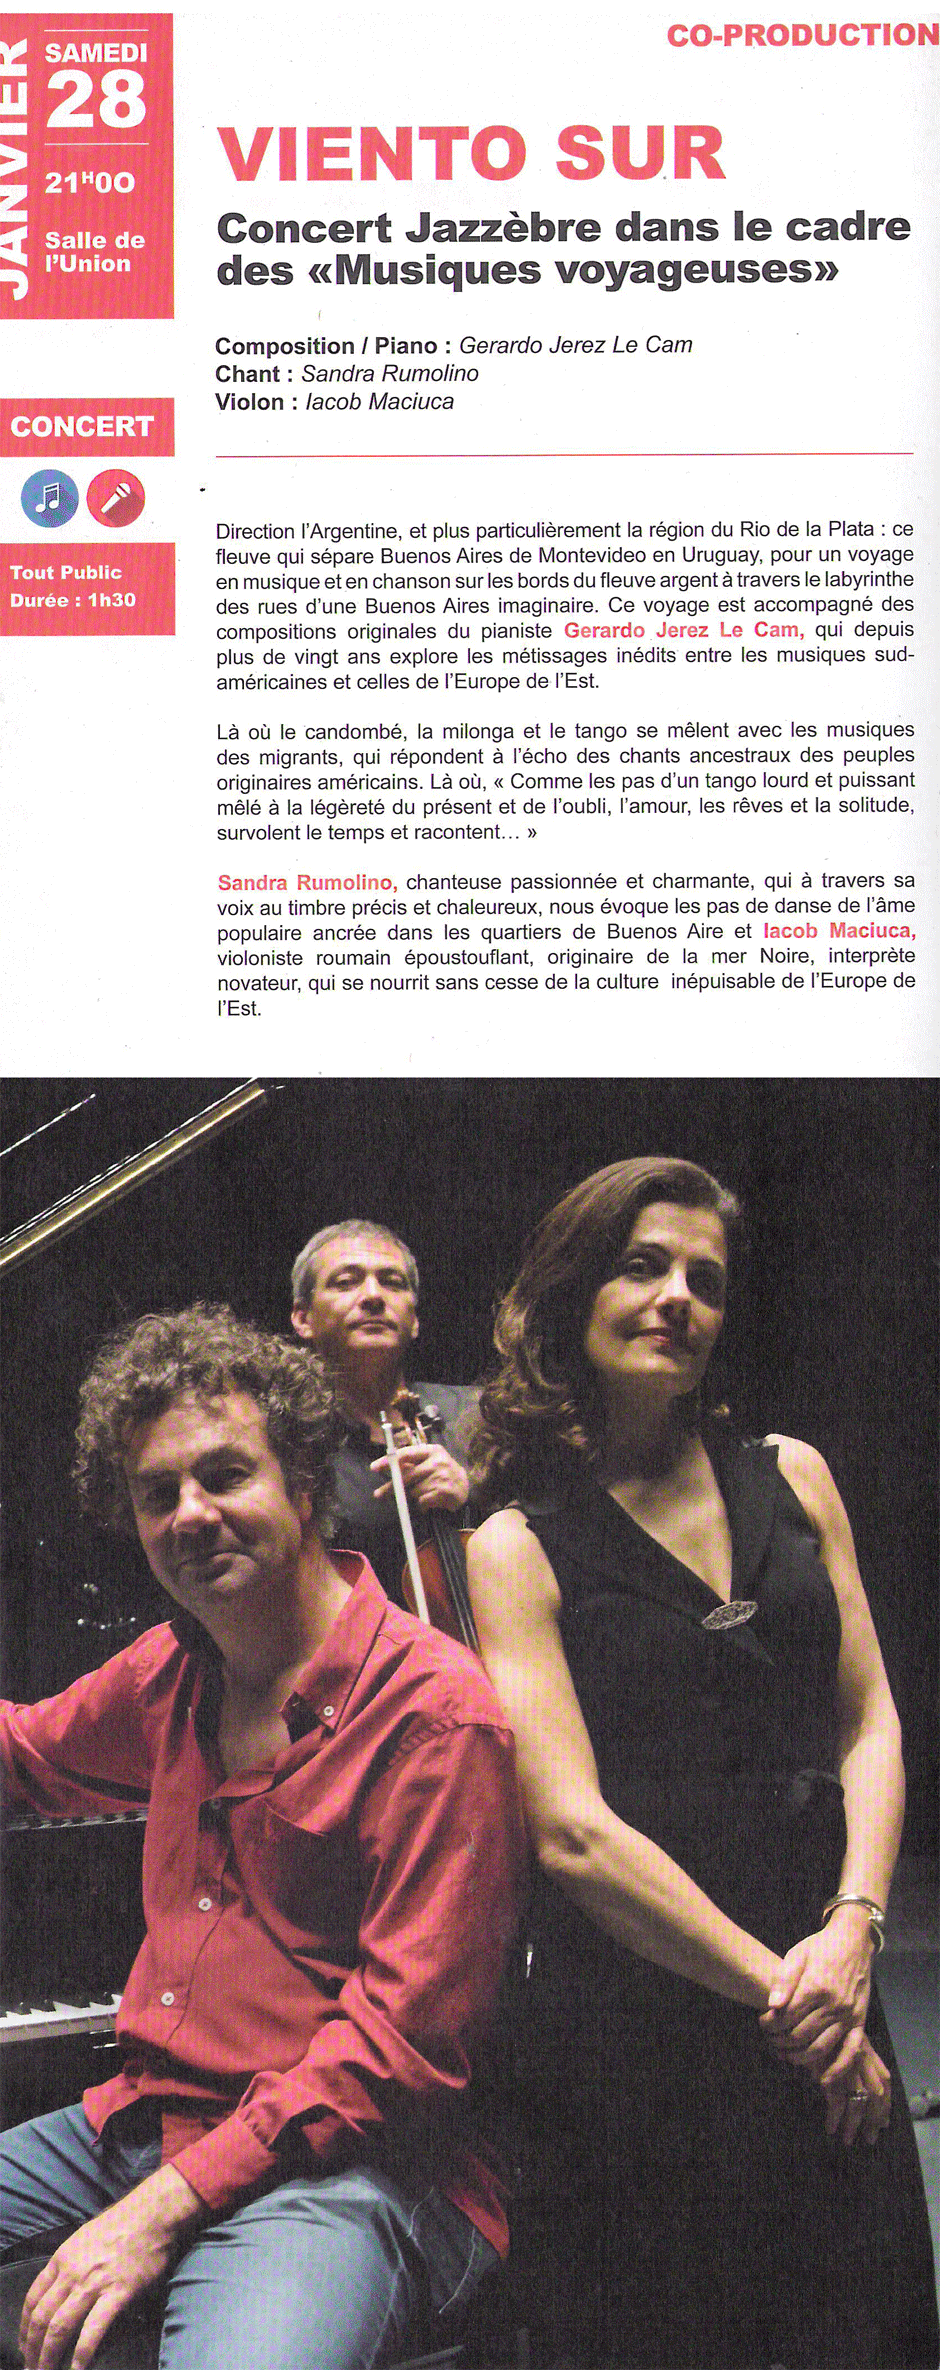 JANVIER
SAMEDI
28
21H00
Salle de
l'Union
CO-PRODUCTION
VIENTO SUR
Concert Jazzèbre dans le cadre
des «Musiques voyageuses»
Composition / Piano : Gerardo Jerez Le Cam
Chant : Sandra Rumolino
Violon : Iacob Maciuca
CONCERT
Tout Public
Durée : 1h30
Direction l'Argentine, et plus particulièrement la région du Rio de la Plata : ce
fleuve qui sépare Buenos Aires de Montevideo en Uruguay, pour un voyage
en musique et en chanson sur les bords du fleuve argent à travers le labyrinthe
des rues d'une Buenos Aires imaginaire. Ce voyage est accompagné des
compositions originales du pianiste Gerardo Jerez Le Cam, qui depuis
plus de vingt ans explore les métissages inédits entre les musiques sud-
américaines et celles de l'Europe de l'Est.
Là où le candombé, la milonga et le tango se mêlent avec les musiques
des migrants, qui répondent à l'écho des chants ancestraux des peuples
originaires américains. Là où, « Comme les pas d'un tango lourd et puissant
mêlé à la légèreté du présent et de l'oubli, l'amour, les rêves et la solitude,
survolent le temps et racontent… »
Sandra Rumolino, chanteuse passionnée et charmante, qui à travers sa
voix au timbre précis et chaleureux, nous évoque les pas de danse de l'âme
populaire ancrée dans les quartiers de Buenos Aire et Iacob Maciuca,
violoniste roumain époustouflant, originaire de la mer Noire, interprète
novateur, qui se nourrit sans cesse de la culture inépuisable de l'Europe de
l'Est.